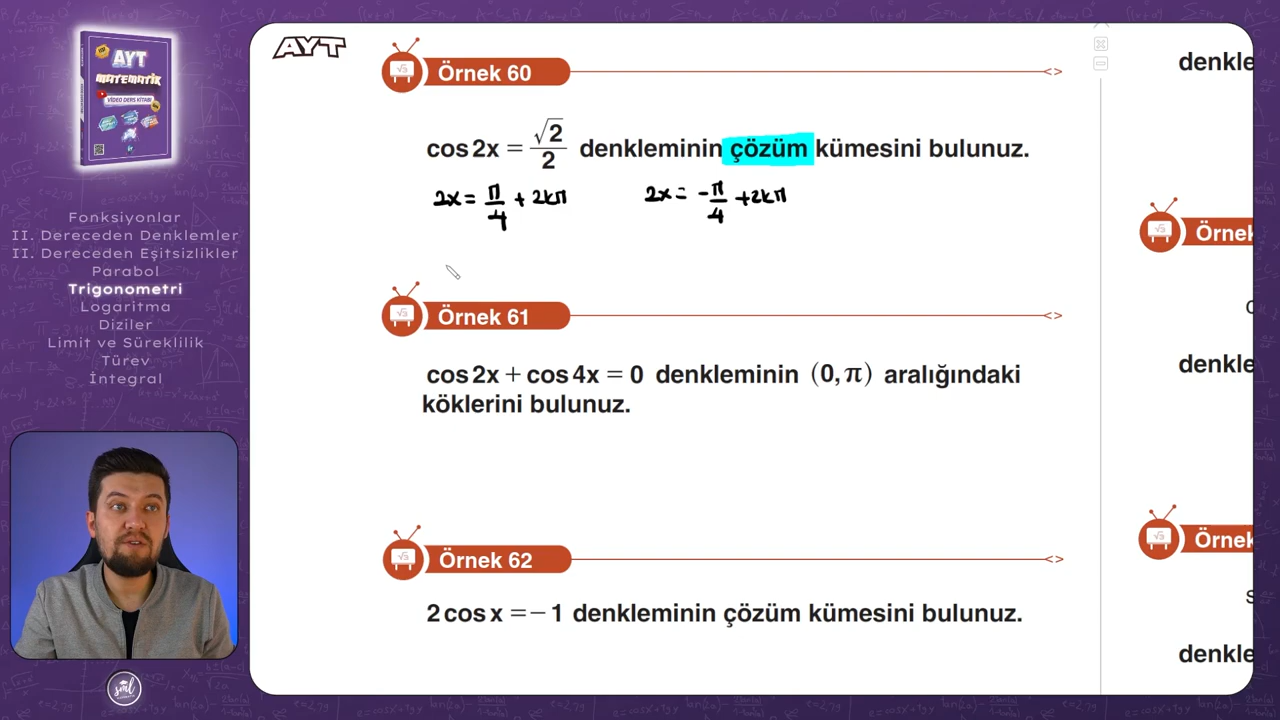 AYT
MATEMATİK
VİDEO DERS KİTABI
Fonksiyonlar
II. Dereceden Denklemler
II. Dereceden Eşitsizlikler
Parabol
Trigonometri
Logaritma
Diziler
Limit ve Süreklilik
Türev
İntegral
sml
AYT
Örnek 60
cos 2x = √2/2 denkleminin çözüm kümesini bulunuz.
2x = π/4 + 2kπ 2x = -π/4 + 2kπ
Örnek 61
cos 2x + cos 4x = 0 denkleminin (0, π) aralığındaki
köklerini bulunuz.
Örnek 62
2 cos x = − 1 denkleminin çözüm kümesini bulunuz.
denkle
Örnek
denkle
Örnek
denkle